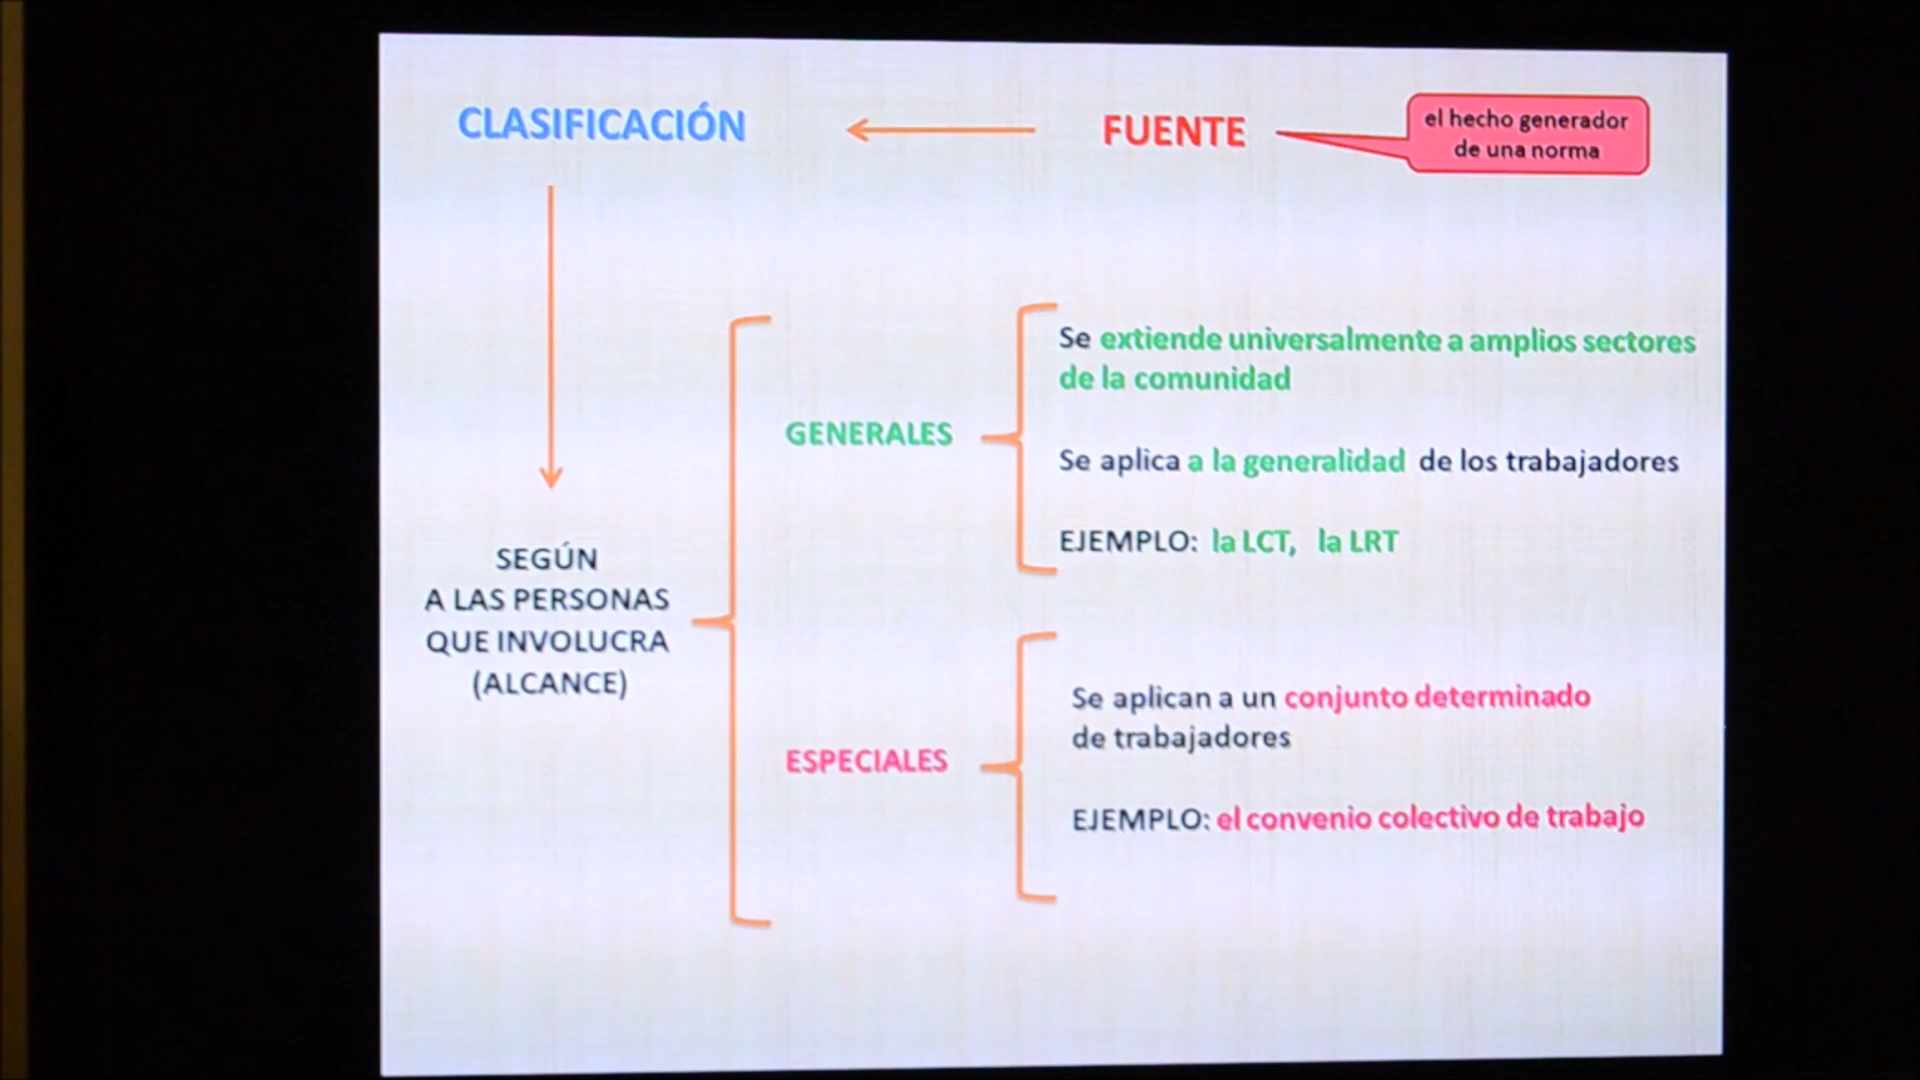 CLASIFICACIÓN
FUENTE
el hecho generador
de una norma
SEGÚN
A LAS PERSONAS
QUE INVOLUCRA
(ALCANCE)
GENERALES
Se extiende universalmente a amplios sectores
de la comunidad
Se aplica a la generalidad de los trabajadores
EJEMPLO: la LCT, la LRT
ESPECIALES
Se aplican a un conjunto determinado
de trabajadores
EJEMPLO: el convenio colectivo de trabajo